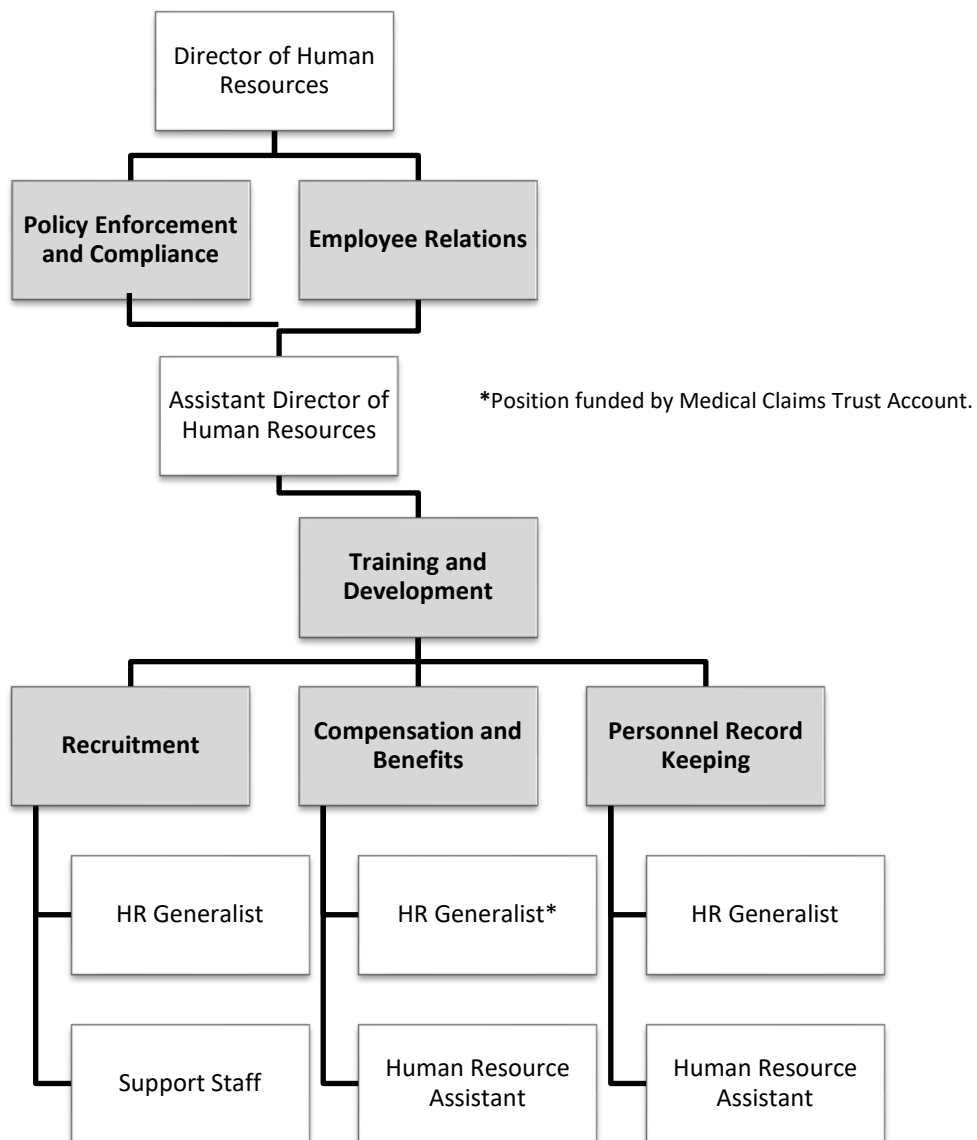 Director of Human
Resources
Policy Enforcement
and Compliance
Employee Relations
Assistant Director of
Human Resources
*Position funded by Medical Claims Trust Account.
Training and
Development
Recruitment
Compensation and
Benefits
Personnel Record
Keeping
HR Generalist
HR Generalist*
HR Generalist
Support Staff
Human Resource
Assistant
Human Resource
Assistant